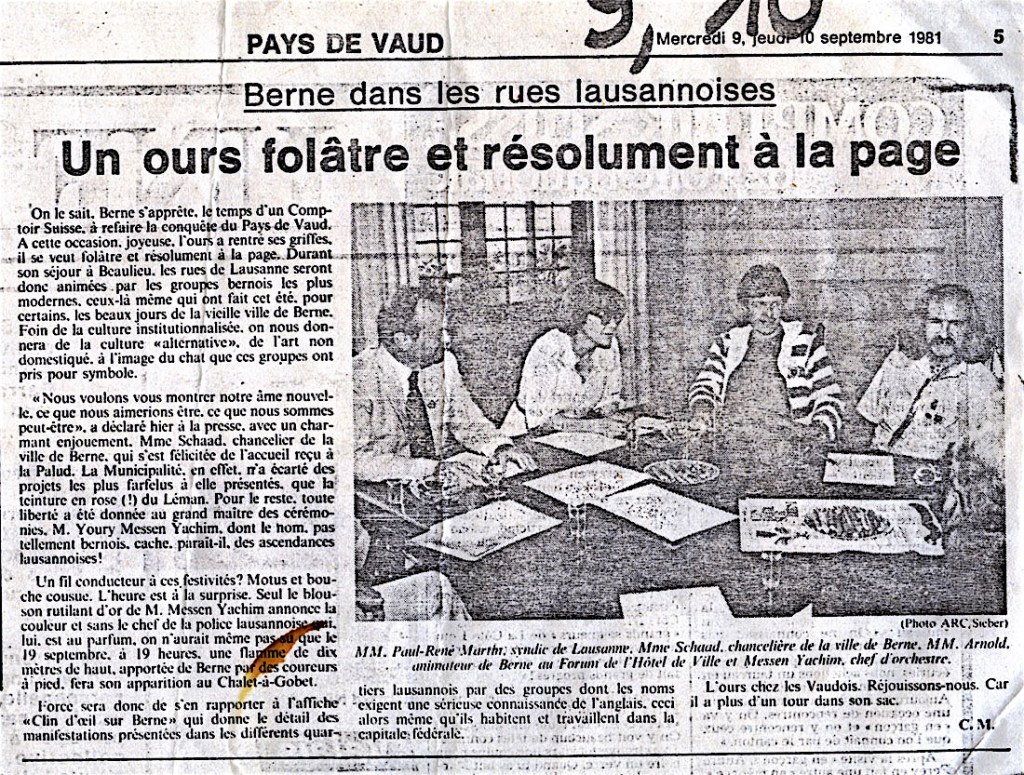 9, 10
PAYS DE VAUD
Mercredi 9, jeudi 10 septembre 1981
5
Berne dans les rues lausannoises
Un ours folâtre et résolument à la page
On le sait, Berne s'apprête, le temps d'un Comp-
toir Suisse, à refaire la conquête du Pays de Vaud.
A cette occasion, joyeuse, l'ours a rentré ses griffes,
il se veut folâtre et résolument à la page. Durant
son séjour à Beaulieu, les rues de Lausanne seront
donc animées par les groupes bernois les plus
modernes, ceux-là même qui ont fait cet été, pour
certains, les beaux jours de la vieille ville de Berne.
Foin de la culture institutionnalisée, on nous don-
nera de la culture «alternative», de l'art non
domestiqué, à l'image du chat que ces groupes ont
pris pour symbole.
« Nous voulons vous montrer notre âme nouvel-
le, ce que nous aimerions être, ce que nous sommes
peut-être», a déclaré hier à la presse, avec un char-
mant enjouement, Mme Schaad, chancelier de la
ville de Berne, qui s'est félicitée de l'accueil reçu à
la Palud. La Municipalité, en effet, n'a écarté des
projets les plus farfelus à elle présentés, que la
teinture en rose (!) du Léman. Pour le reste, toute
liberté a été donnée au grand maître des cérémo-
nies, M. Youry Messen Yachim, dont le nom, pas
tellement bernois, cache, paraît-il, des ascendances
lausannoises!
Un fil conducteur à ces festivités? Motus et bou-
che cousue. L'heure est à la surprise. Seul le blou-
son rutilant d'or de M. Messen Yachim annonce la
couleur et sans le chef de la police lausannoise qui,
lui, est au parfum, on n'aurait même pas su que le
19 septembre, à 19 heures, une flamme de dix
mètres de haut, apportée de Berne par des coureurs
à pied, fera son apparition au Chalet-à-Gobet.
Force sera donc de s'en rapporter à l'affiche
«Clin d'œil sur Berne» qui donne le détail des
manifestations présentées dans les différents quar-
(Photo ARC, Sieber)
MM. Paul-René Martin, syndic de Lausanne, Mme Schaad, chancelière de la ville de Berne, MM. Arnold,
animateur de Berne au Forum de l'Hôtel de Ville et Messen Yachim, chef d'orchestre.
tiers lausannois par des groupes dont les noms
exigent une sérieuse connaissance de l'anglais, ceci
alors même qu'ils habitent et travaillent dans la
capitale fédérale.
L'ours chez les Vaudois. Réjouissons-nous. Car
il a plus d'un tour dans son sac.
C. M.